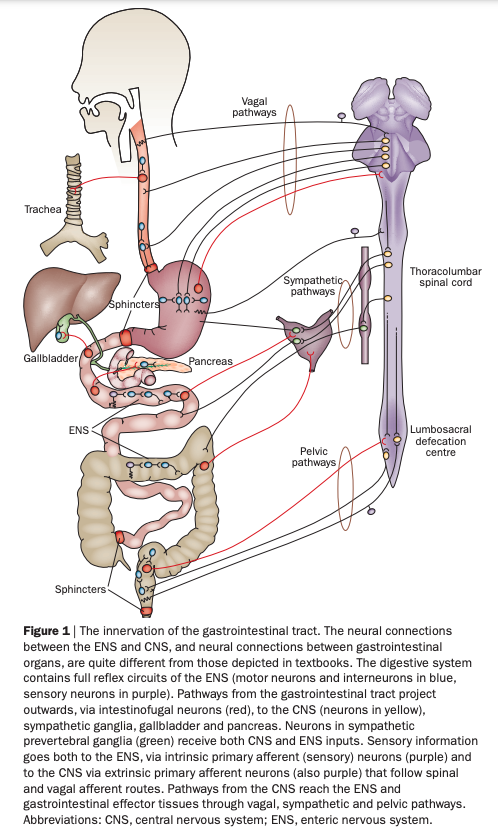 Vagal
pathways
Trachea
Sympathetic
pathways
Thoracolumbar
spinal cord
Sphincters
Gallbladder
Pancreas
ENS
Lumbosacral
defecation
centre
Pelvic
pathways
Sphincters
Figure 1 | The innervation of the gastrointestinal tract. The neural connections
between the ENS and CNS, and neural connections between gastrointestinal
organs, are quite different from those depicted in textbooks. The digestive system
contains full reflex circuits of the ENS (motor neurons and interneurons in blue,
sensory neurons in purple). Pathways from the gastrointestinal tract project
outwards, via intestinofugal neurons (red), to the CNS (neurons in yellow),
sympathetic ganglia, gallbladder and pancreas. Neurons in sympathetic
prevertebral ganglia (green) receive both CNS and ENS inputs. Sensory information
goes both to the ENS, via intrinsic primary afferent (sensory) neurons (purple) and
to the CNS via extrinsic primary afferent neurons (also purple) that follow spinal
and vagal afferent routes. Pathways from the CNS reach the ENS and
gastrointestinal effector tissues through vagal, sympathetic and pelvic pathways.
Abbreviations: CNS, central nervous system; ENS, enteric nervous system.